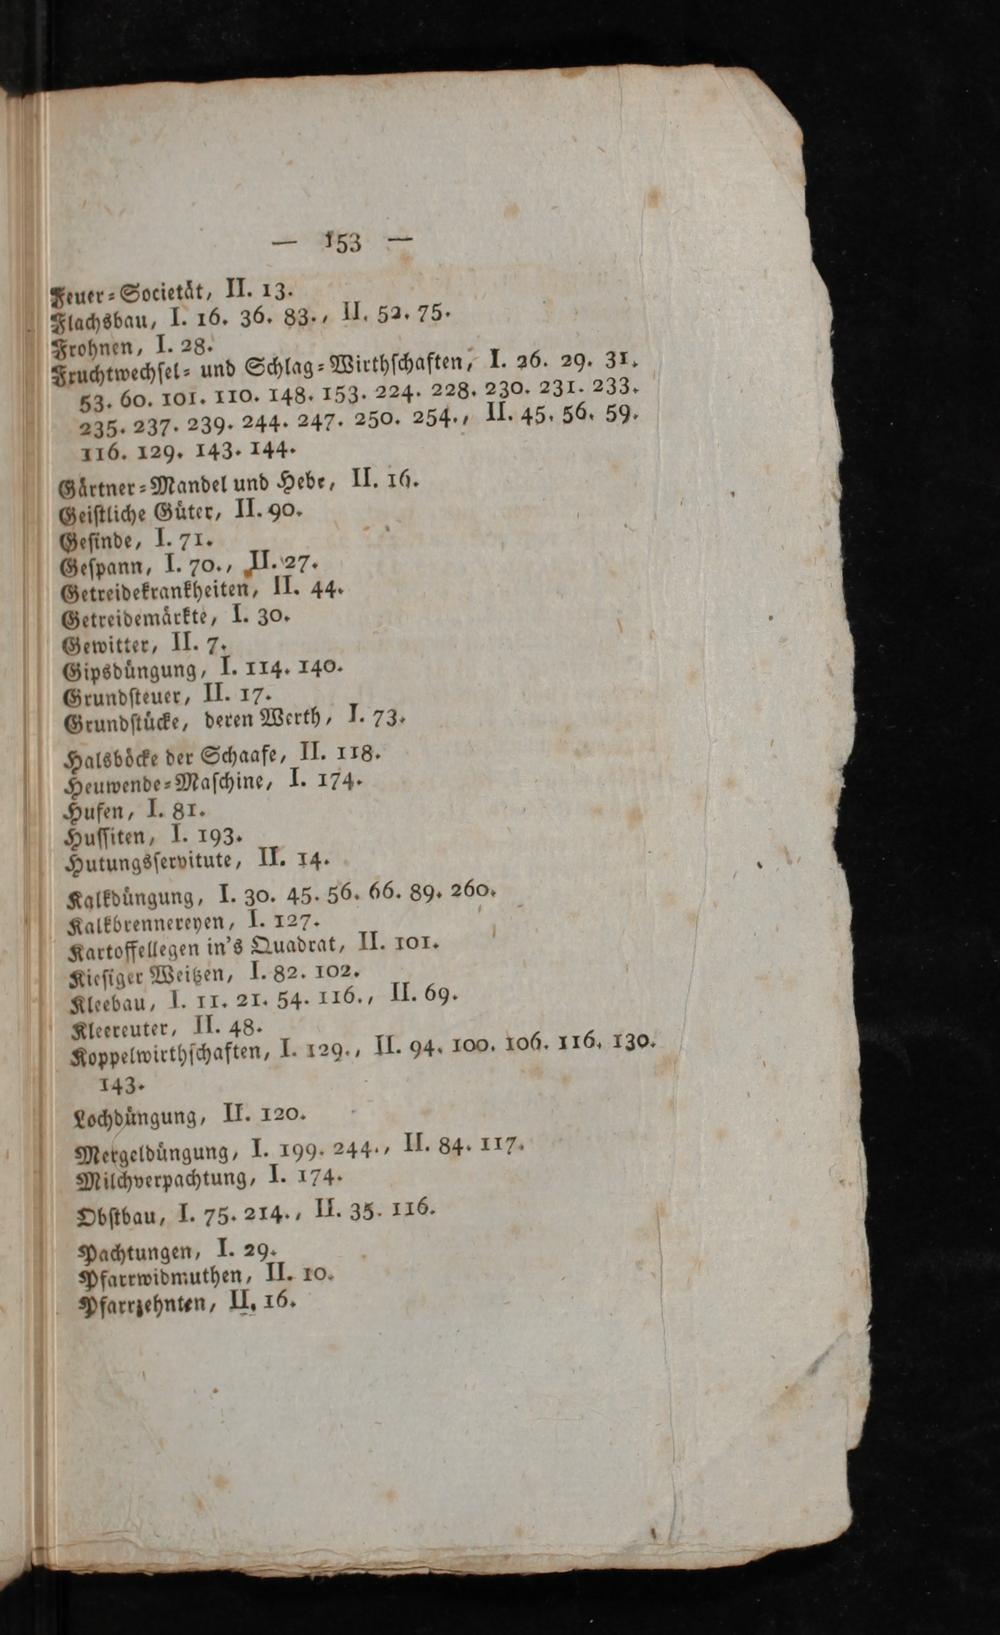 — 153 —
Feuer-Societät, II. 13.
Flachsbau, I. 16. 36. 83., II. 52. 75.
Frohnen, I. 28.
Fruchtwechsel- und Schlag-Wirthschaften, I. 26. 29. 31.
53. 60. 101. 110. 148. 153. 224. 228. 230. 231. 233.
235. 237. 239. 244. 247. 250. 254., II. 45. 56. 59.
116. 129. 143. 144.
Gärtner-Mandel und Hebe, II. 16.
Geistliche Güter, II. 90.
Gesinde, I. 71.
Gespann, I. 70., II. 27.
Getreidekrankheiten, II. 44.
Getreidemärkte, I. 30.
Gewitter, II. 7.
Gipsdüngung, I. 114. 140.
Grundsteuer, II. 17.
Grundstücke, deren Werth, I. 73.
Halsböcke der Schaafe, II. 118.
Heuwende-Maschine, I. 174.
Hufen, I. 81.
Hussiten, I. 193.
Hutungsservitute, II. 14.
Kalkdüngung, I. 30. 45. 56. 66. 89. 260.
Kalkbrennereyen, I. 127.
Kartoffellegen in's Quadrat, II. 101.
Kiesiger Weitzen, I. 82. 102.
Kleebau, I. 11. 21. 54. 116., II. 69.
Kleereuter, II. 48.
Koppelwirthschaften, I. 129., II. 94. 100. 106. 116. 130.
143.
Lochdüngung, II. 120.
Mergeldüngung, I. 199. 244., II. 84. 117.
Milchverpachtung, I. 174.
Obstbau, I. 75. 214., II. 35. 116.
Pachtungen, I. 29.
Pfarrwidmuthen, II. 10.
Pfarrzehnten, II. 16.